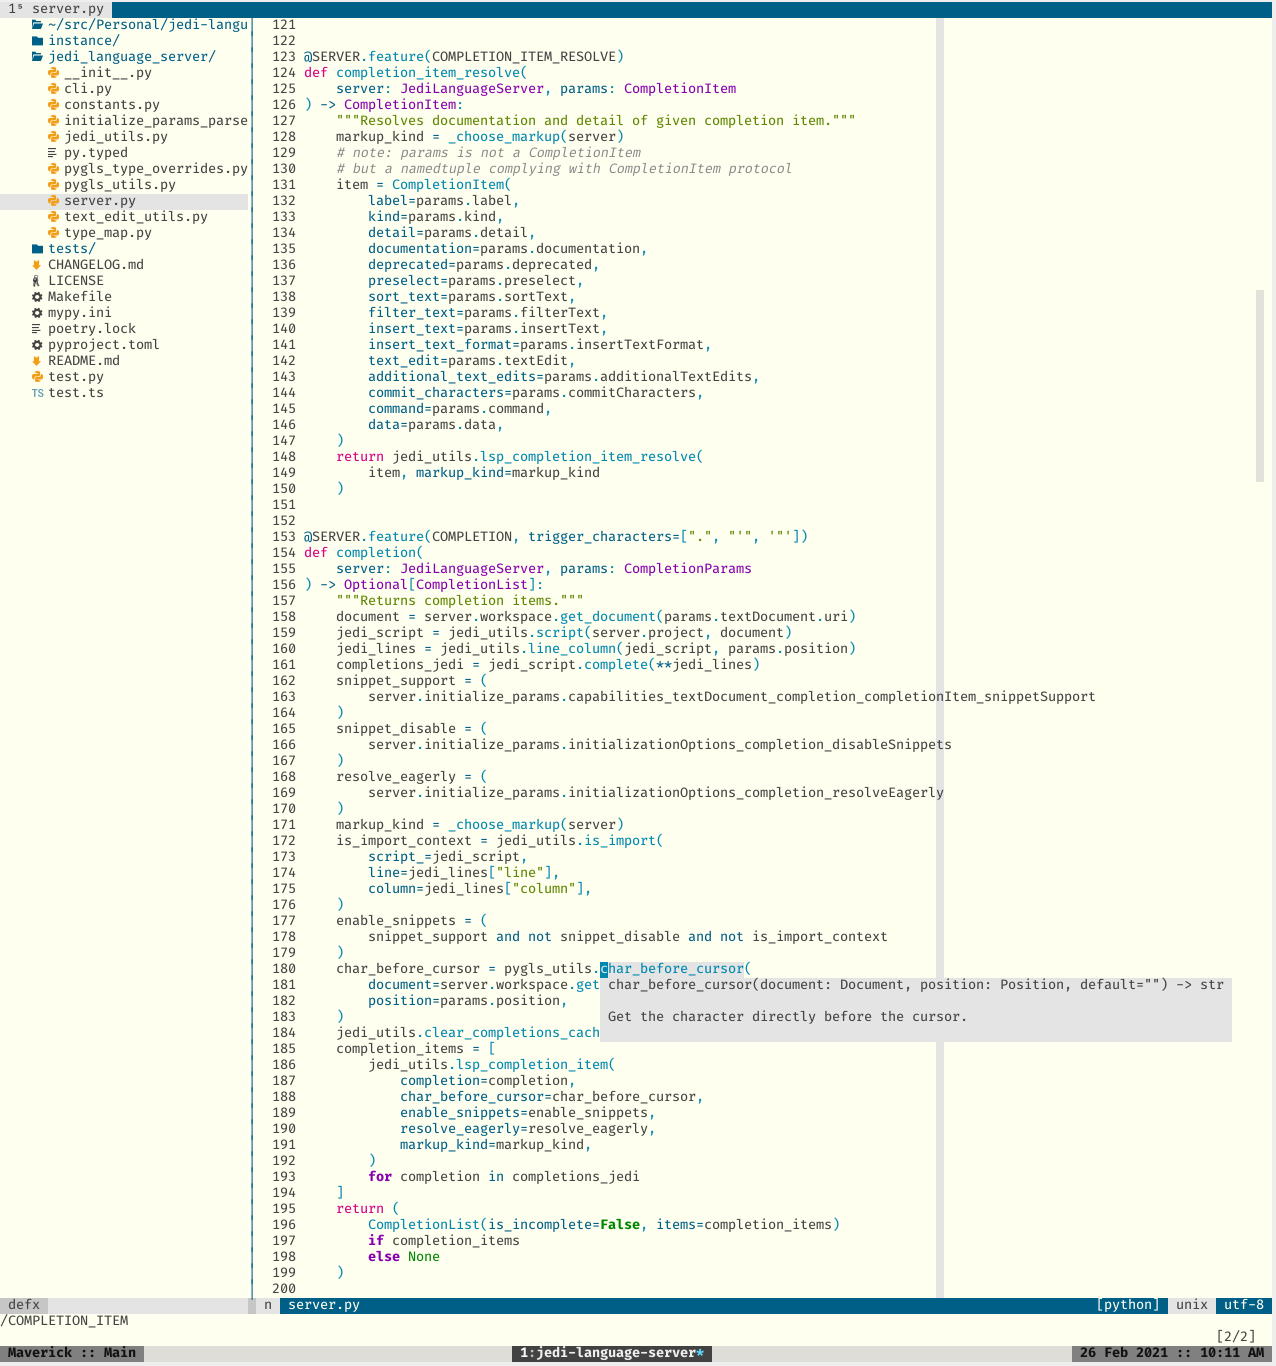 1⁵ server.py
~/src/Personal/jedi-langu
instance/
jedi_language_server/
__init__.py
cli.py
constants.py
initialize_params_parse
jedi_utils.py
py.typed
pygls_type_overrides.py
pygls_utils.py
server.py
text_edit_utils.py
type_map.py
tests/
CHANGELOG.md
LICENSE
Makefile
mypy.ini
poetry.lock
pyproject.toml
README.md
test.py
TS test.ts
121
122
123 @SERVER.feature(COMPLETION_ITEM_RESOLVE)
124 def completion_item_resolve(
125     server: JediLanguageServer, params: CompletionItem
126 ) -> CompletionItem:
127     """Resolves documentation and detail of given completion item."""
128     markup_kind = _choose_markup(server)
129     # note: params is not a CompletionItem
130     # but a namedtuple complying with CompletionItem protocol
131     item = CompletionItem(
132         label=params.label,
133         kind=params.kind,
134         detail=params.detail,
135         documentation=params.documentation,
136         deprecated=params.deprecated,
137         preselect=params.preselect,
138         sort_text=params.sortText,
139         filter_text=params.filterText,
140         insert_text=params.insertText,
141         insert_text_format=params.insertTextFormat,
142         text_edit=params.textEdit,
143         additional_text_edits=params.additionalTextEdits,
144         commit_characters=params.commitCharacters,
145         command=params.command,
146         data=params.data,
147     )
148     return jedi_utils.lsp_completion_item_resolve(
149         item, markup_kind=markup_kind
150     )
151
152
153 @SERVER.feature(COMPLETION, trigger_characters=[".", "'", '"'])
154 def completion(
155     server: JediLanguageServer, params: CompletionParams
156 ) -> Optional[CompletionList]:
157     """Returns completion items."""
158     document = server.workspace.get_document(params.textDocument.uri)
159     jedi_script = jedi_utils.script(server.project, document)
160     jedi_lines = jedi_utils.line_column(jedi_script, params.position)
161     completions_jedi = jedi_script.complete(**jedi_lines)
162     snippet_support = (
163         server.initialize_params.capabilities_textDocument_completion_completionItem_snippetSupport
164     )
165     snippet_disable = (
166         server.initialize_params.initializationOptions_completion_disableSnippets
167     )
168     resolve_eagerly = (
169         server.initialize_params.initializationOptions_completion_resolveEagerly
170     )
171     markup_kind = _choose_markup(server)
172     is_import_context = jedi_utils.is_import(
173         script_=jedi_script,
174         line=jedi_lines["line"],
175         column=jedi_lines["column"],
176     )
177     enable_snippets = (
178         snippet_support and not snippet_disable and not is_import_context
179     )
180     char_before_cursor = pygls_utils.char_before_cursor(
181         document=server.workspace.get char_before_cursor(document: Document, position: Position, default="") -> str
182         position=params.position,
183     ) Get the character directly before the cursor.
184     jedi_utils.clear_completions_cach
185     completion_items = [
186         jedi_utils.lsp_completion_item(
187             completion=completion,
188             char_before_cursor=char_before_cursor,
189             enable_snippets=enable_snippets,
190             resolve_eagerly=resolve_eagerly,
191             markup_kind=markup_kind,
192         )
193         for completion in completions_jedi
194     ]
195     return (
196         CompletionList(is_incomplete=False, items=completion_items)
197         if completion_items
198         else None
199     )
200
defx n server.py [python] unix utf-8
/COMPLETION_ITEM
[2/2]
Maverick :: Main 1:jedi-language-server* 26 Feb 2021 :: 10:11 AM